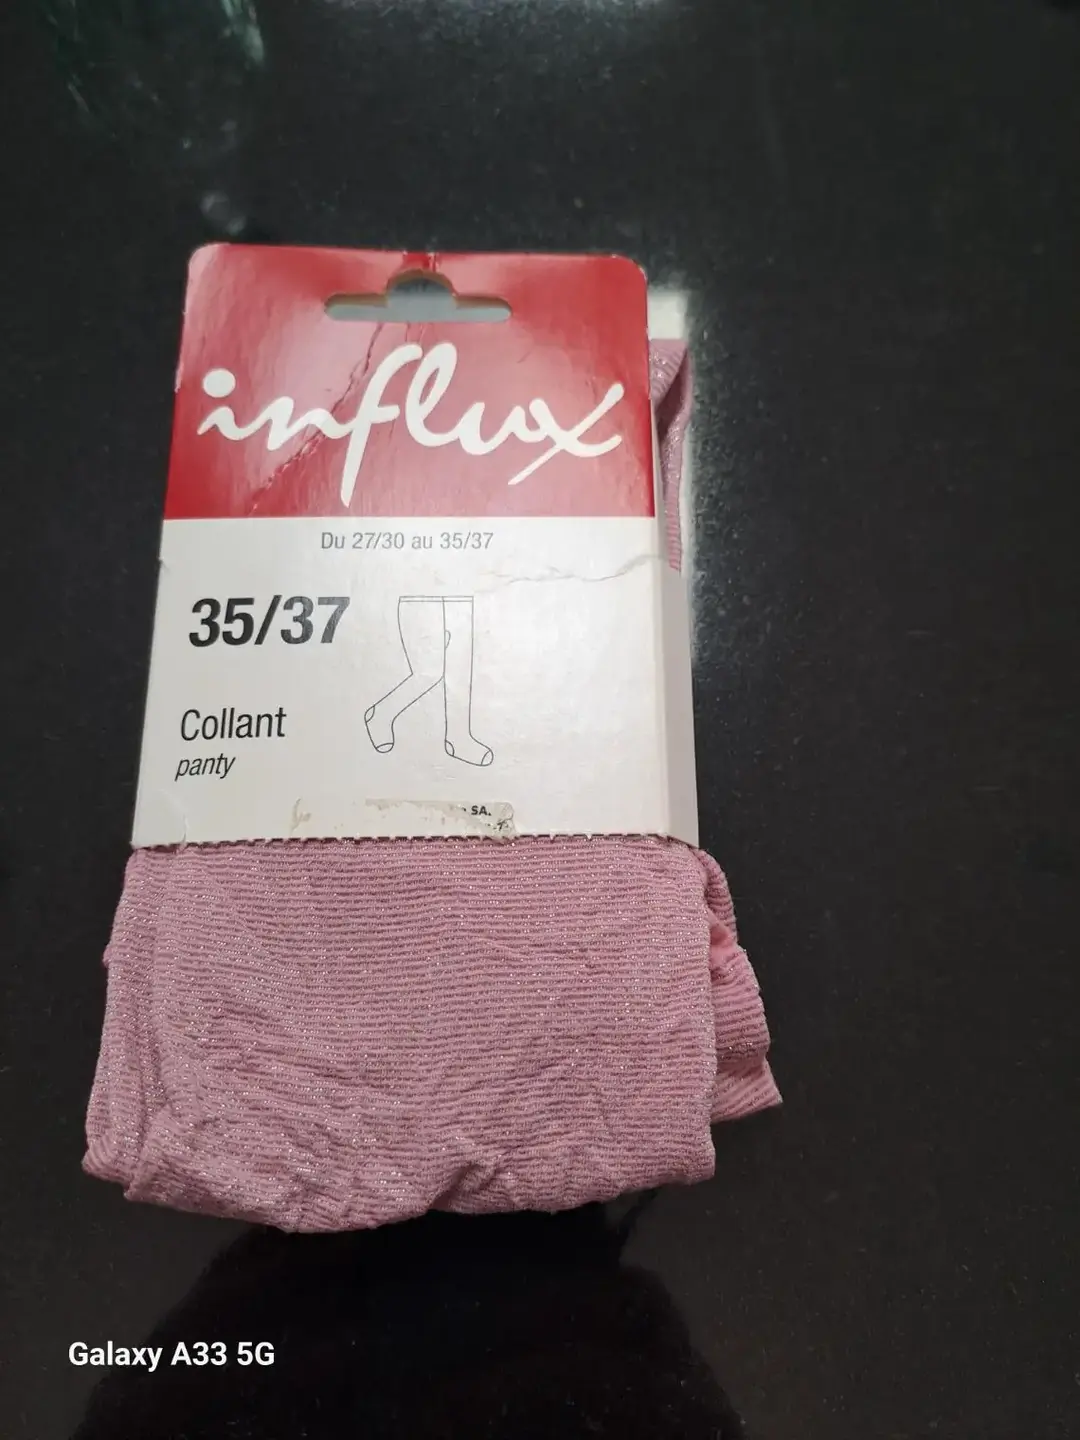 influx
Du 27/30 au 35/37
35/37
Collant
panty
SA.
Galaxy A33 5G